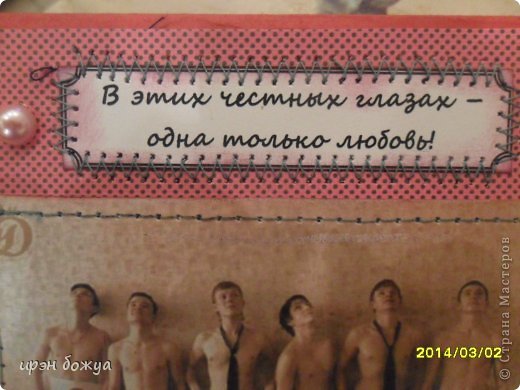 В этих честных глазах –
одна только любовь!
ирэн божуа
2014/03/02
© Страна Мастеров